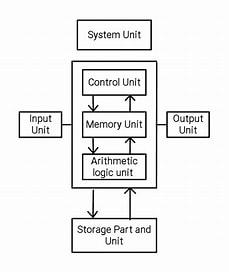 System Unit
Control Unit
Input
Unit
Memory Unit
Output
Unit
Arithmetic
logic unit
Storage Part and
Unit